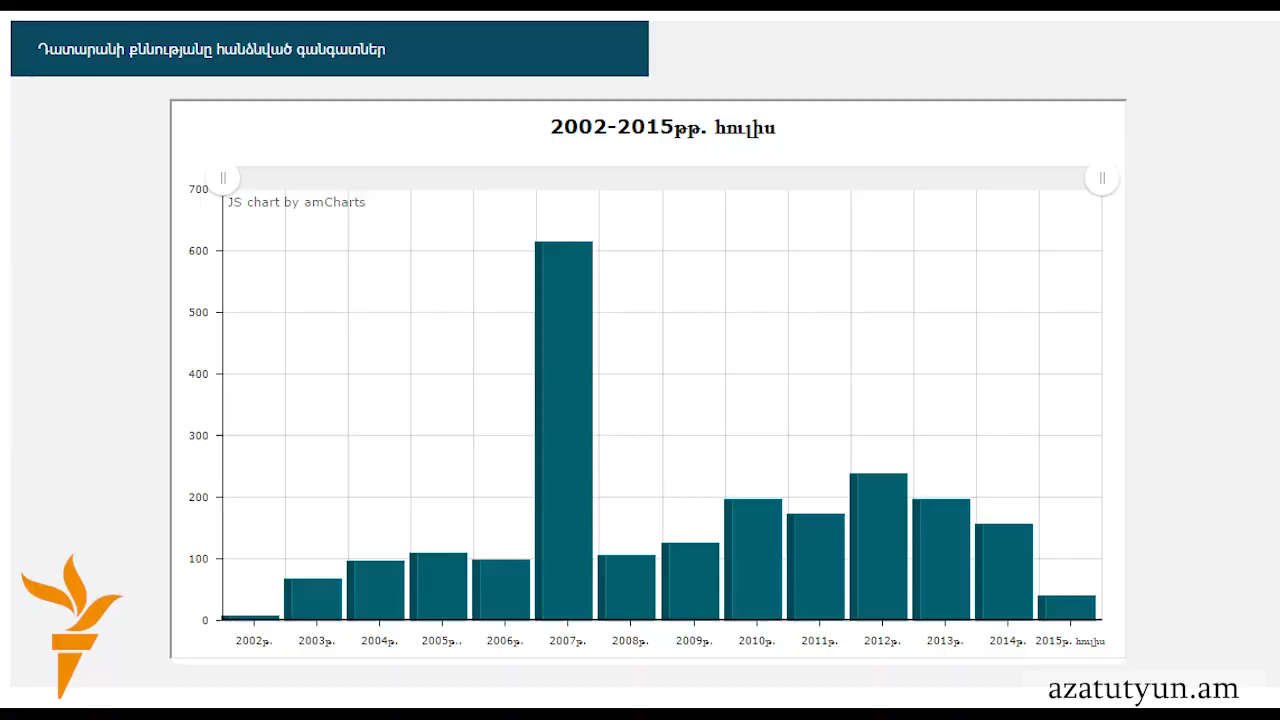 Դատարանի քննությանը հանձնված գանգատներ
2002-2015թթ. հուլիս
JS chart by amCharts
700
600
500
400
300
200
100
0
2002թ. 2003թ. 2004թ. 2005թ.. 2006թ. 2007թ. 2008թ. 2009թ. 2010թ. 2011թ. 2012թ. 2013թ. 2014թ. 2015թ. հուլիս
azatutyun.am